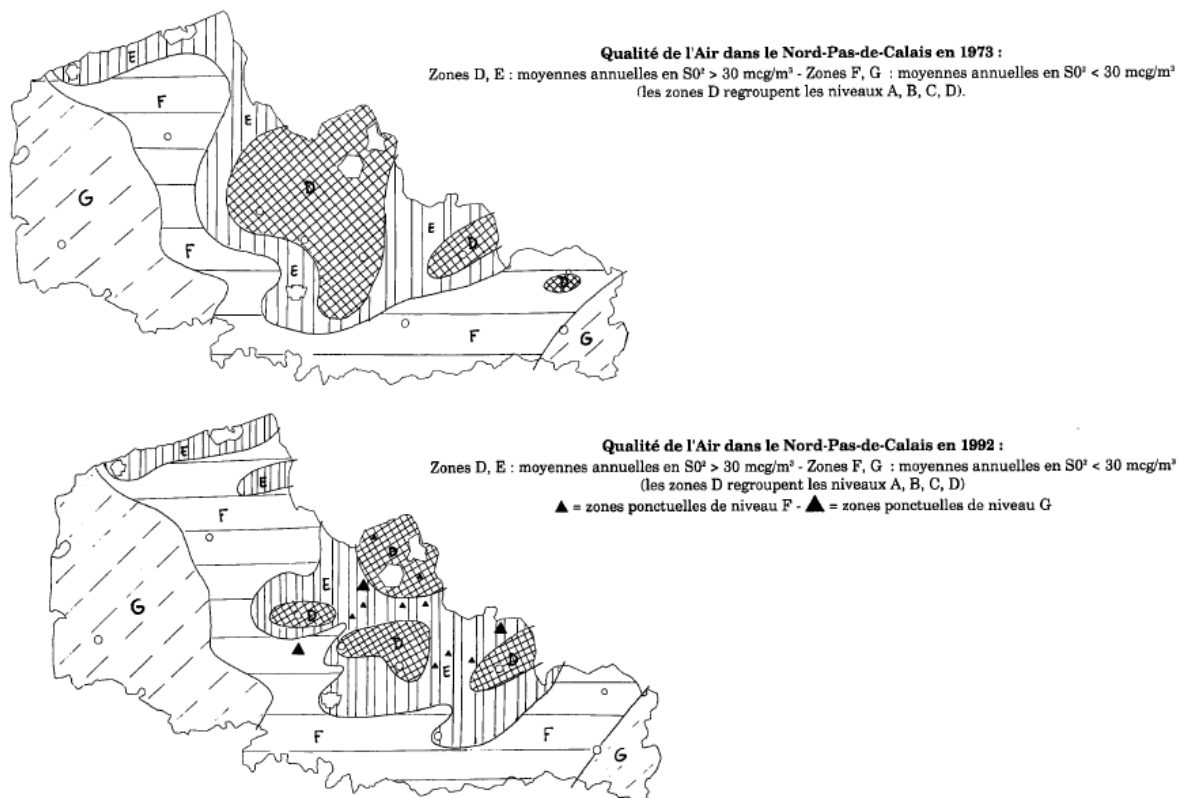 Qualité de l'Air dans le Nord-Pas-de-Calais en 1973 :
Zones D, E : moyennes annuelles en S0² > 30 mcg/m³ - Zones F, G : moyennes annuelles en S0² < 30 mcg/m³
(les zones D regroupent les niveaux A, B, C, D).
E
F
E
D
G
E
D
F
E
D
F
G
Qualité de l'Air dans le Nord-Pas-de-Calais en 1992 :
Zones D, E : moyennes annuelles en S0² > 30 mcg/m³ - Zones F, G : moyennes annuelles en S0² < 30 mcg/m³
(les zones D regroupent les niveaux A, B, C, D)
▲ = zones ponctuelles de niveau F - ▲ = zones ponctuelles de niveau G
E
E
F
D
E
G
D
D
D
E
F
F
G